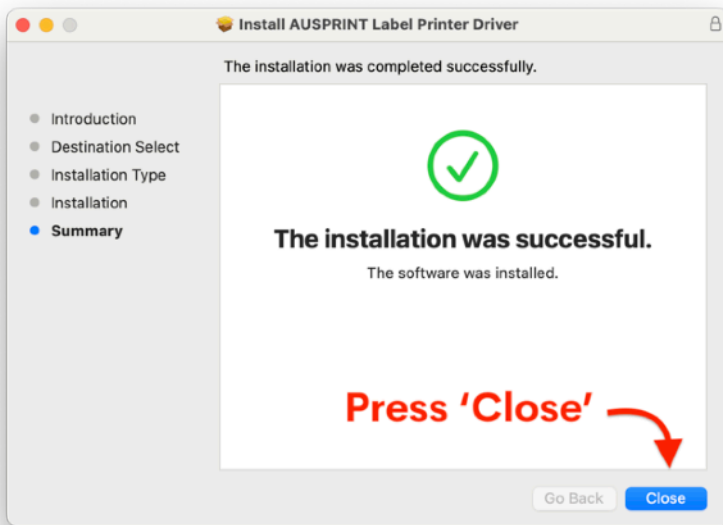 Install AUSPRINT Label Printer Driver
The installation was completed successfully.
Introduction
Destination Select
Installation Type
Installation
Summary
The installation was successful.
The software was installed.
Press ‘Close’
Go Back
Close